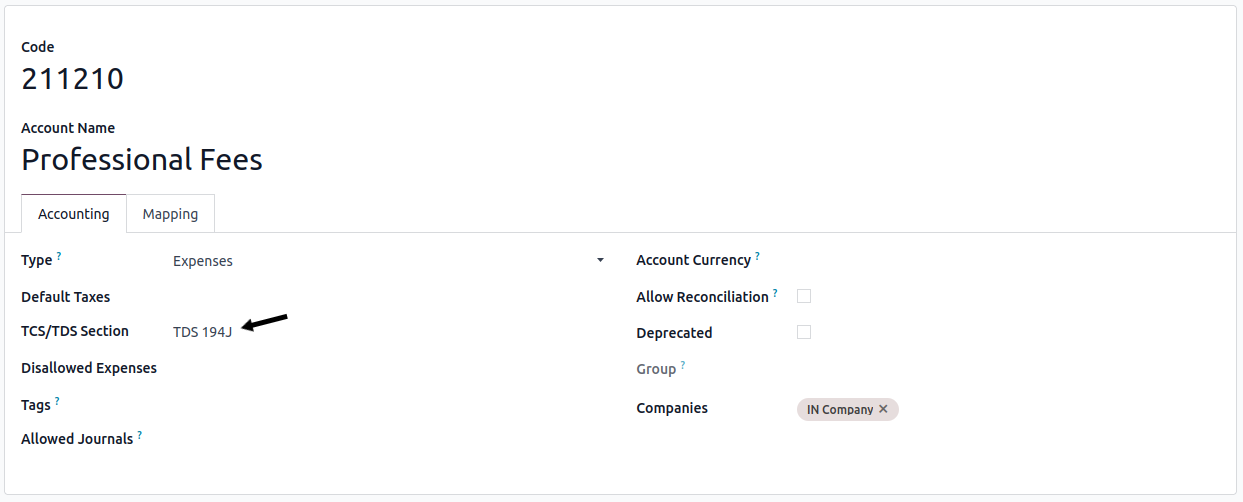 Code
211210
Account Name
Professional Fees
Accounting Mapping
Type ? Expenses
Default Taxes
TCS/TDS Section TDS 194J
Disallowed Expenses
Tags ?
Allowed Journals ?
Account Currency ?
Allow Reconciliation ?
Deprecated
Group ?
Companies IN Company ×